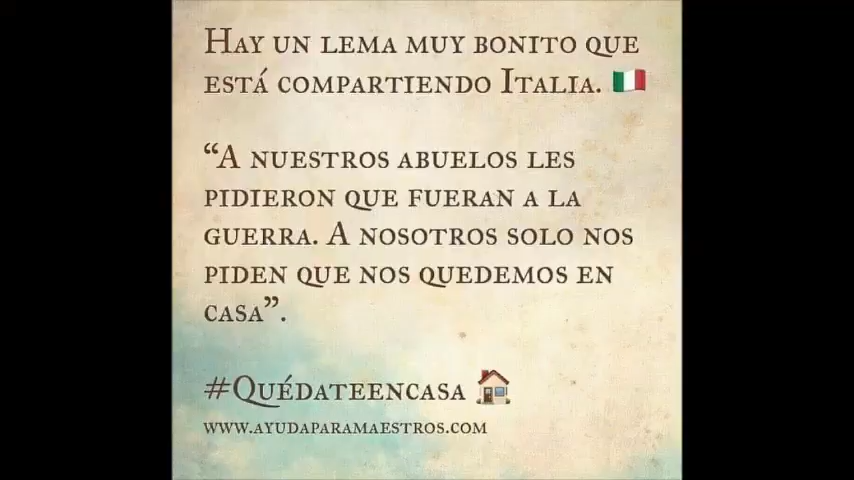 Hay un lema muy bonito que
está compartiendo Italia. 🇮🇹
“A nuestros abuelos les
pidieron que fueran a la
guerra. A nosotros solo nos
piden que nos quedemos en
casa”.
#Quédateencasa 🏠
www.ayudaparamaestros.com